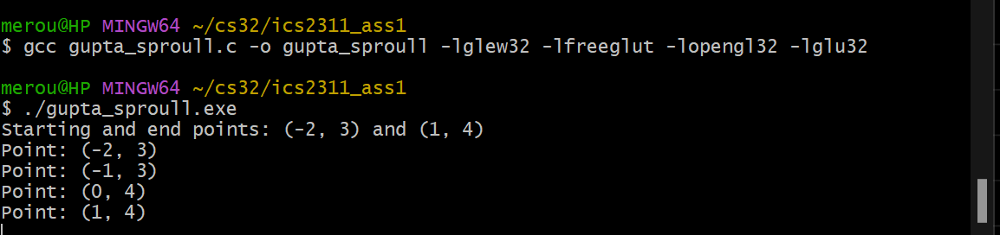 merou@HP MINGW64 ~/cs32/ics2311_ass1
$ gcc gupta_sproull.c -o gupta_sproull -lglew32 -lfreeglut -lopengl32 -lglu32
merou@HP MINGW64 ~/cs32/ics2311_ass1
$ ./gupta_sproull.exe
Starting and end points: (-2, 3) and (1, 4)
Point: (-2, 3)
Point: (-1, 3)
Point: (0, 4)
Point: (1, 4)